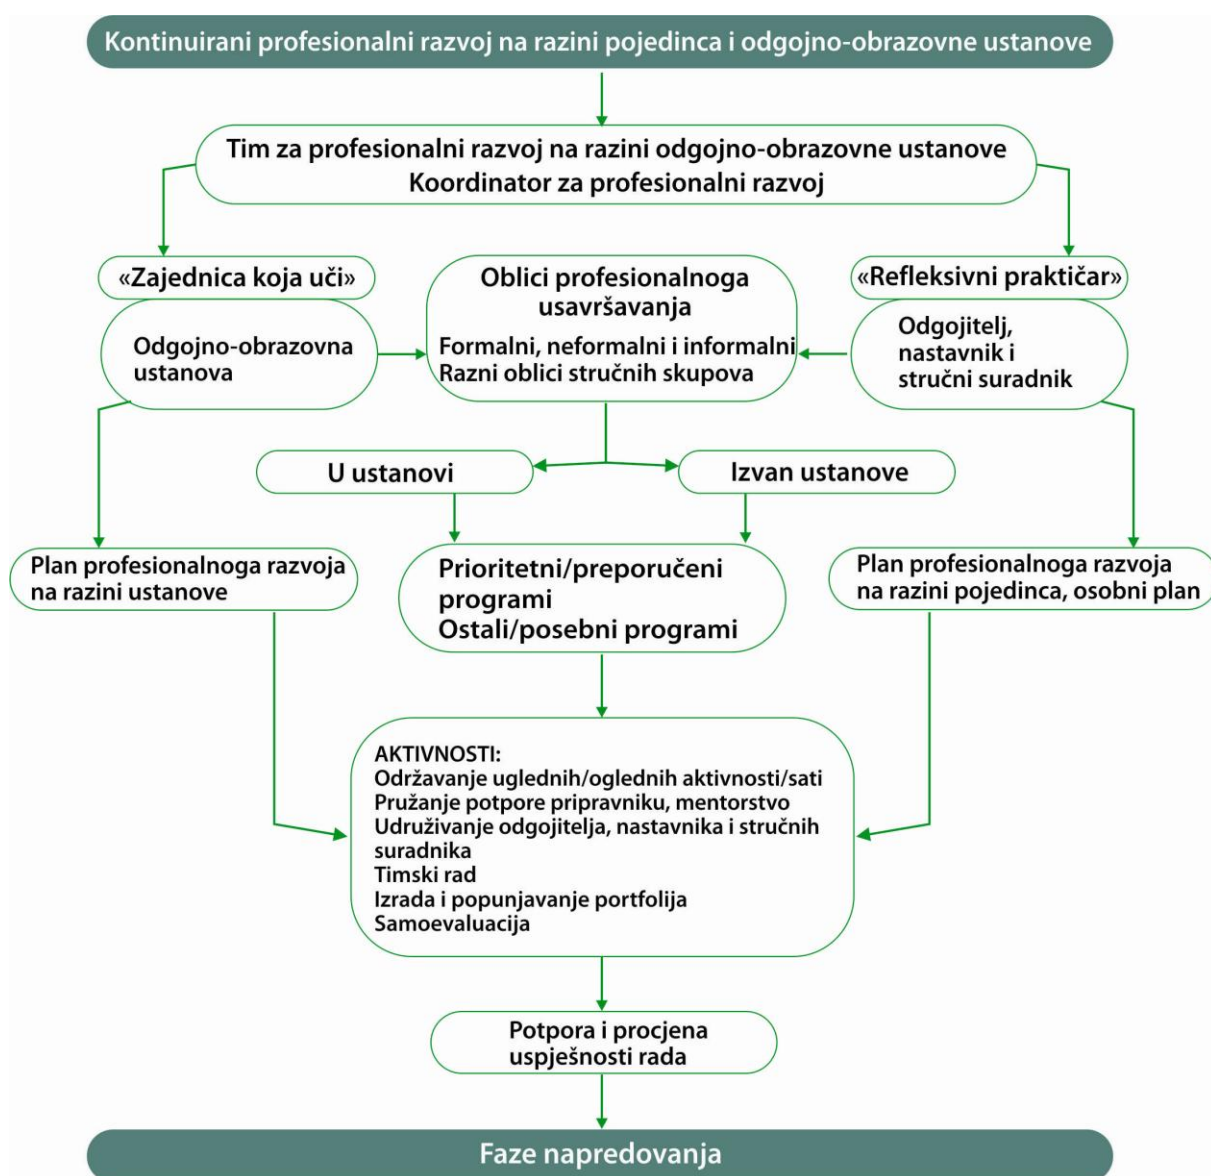 Kontinuirani profesionalni razvoj na razini pojedinca i odgojno-obrazovne ustanove
Tim za profesionalni razvoj na razini odgojno-obrazovne ustanove
Koordinator za profesionalni razvoj
«Zajednica koja uči»
Odgojno-obrazovna
ustanova
Oblici profesionalnoga
usavršavanja
Formalni, neformalni i informalni
Razni oblici stručnih skupova
«Refleksivni praktičar»
Odgojitelj,
nastavnik i
stručni suradnik
U ustanovi
Izvan ustanove
Plan profesionalnoga razvoja
na razini ustanove
Prioritetni/preporučeni
programi
Ostali/posebni programi
Plan profesionalnoga razvoja
na razini pojedinca, osobni plan
AKTIVNOSTI:
Održavanje uglednih/oglednih aktivnosti/sati
Pružanje potpore pripravniku, mentorstvo
Udruživanje odgojitelja, nastavnika i stručnih
suradnika
Timski rad
Izrada i popunjavanje portfolija
Samoevaluacija
Potpora i procjena
uspješnosti rada
Faze napredovanja